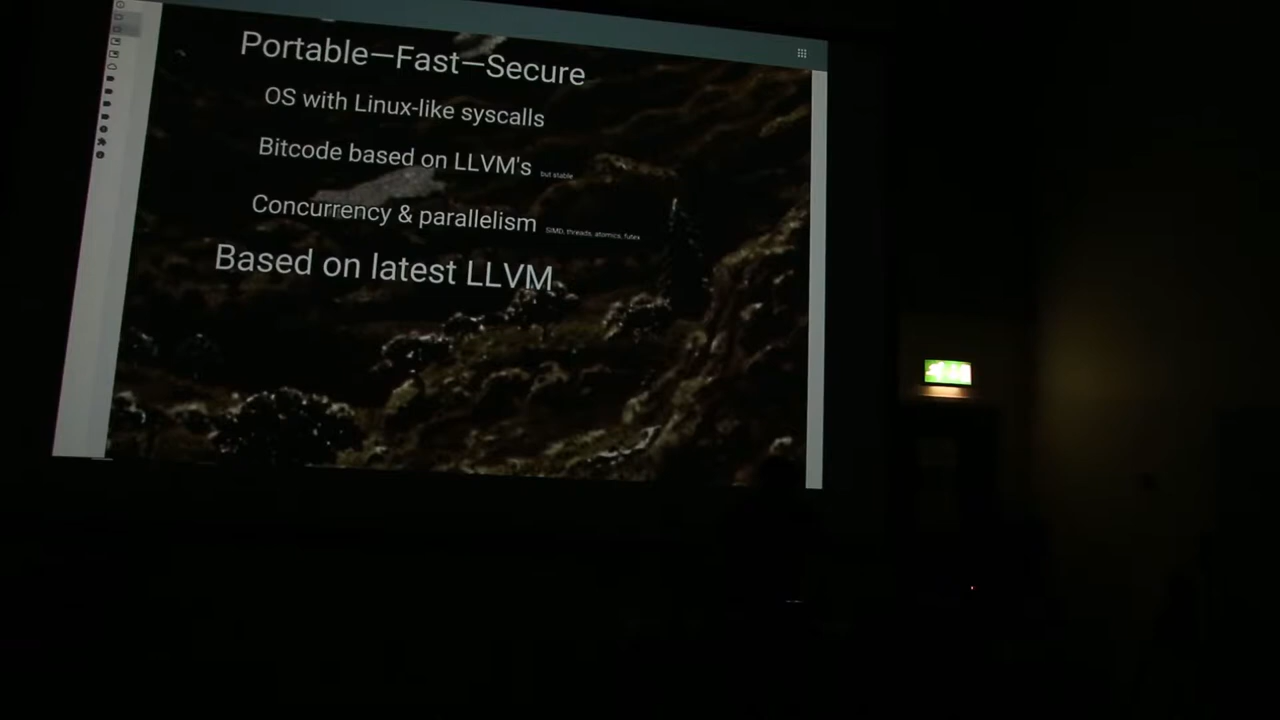 Portable—Fast—Secure
OS with Linux-like syscalls
Bitcode based on LLVM's but stable
Concurrency & parallelism SIMD, threads, atomics, futex
Based on latest LLVM